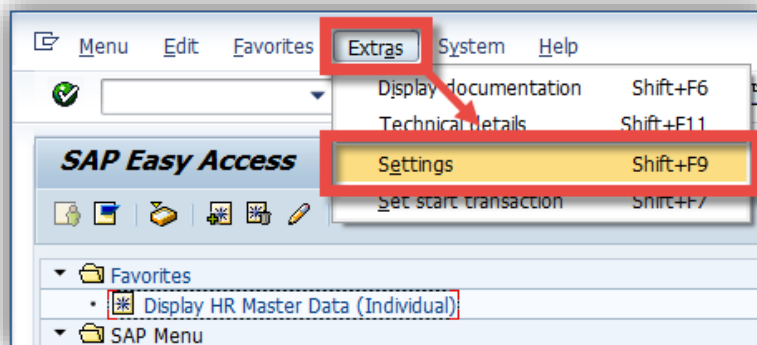 Menu Edit Favorites Extras System Help
Display documentation Shift+F6
Technical details Shift+F11
SAP Easy Access
Settings Shift+F9
Set start transaction Shift+F7
Favorites
Display HR Master Data (Individual)
SAP Menu